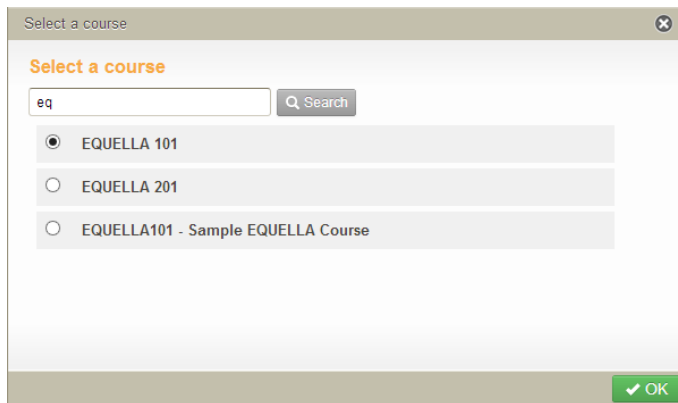 Select a course
Select a course
eq
Search
EQUELLA 101
EQUELLA 201
EQUELLA101 - Sample EQUELLA Course
OK